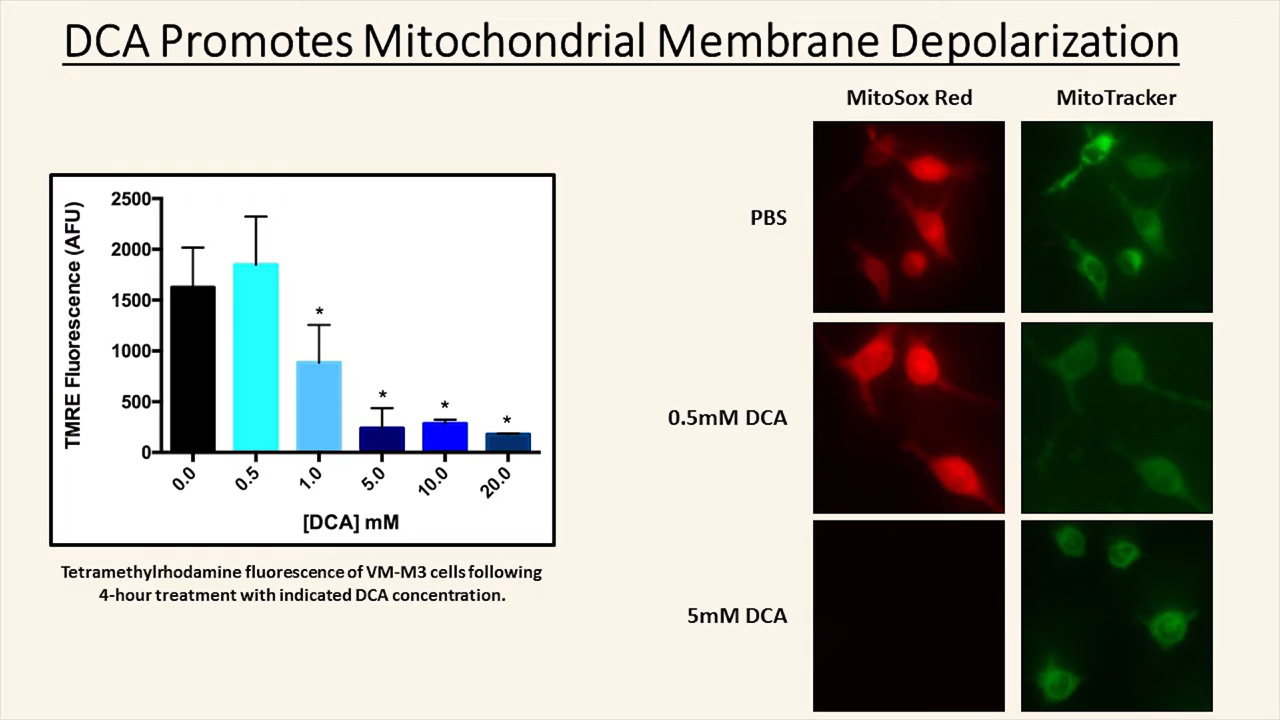 DCA Promotes Mitochondrial Membrane Depolarization
MitoSox Red
MitoTracker
PBS
0.5mM DCA
5mM DCA
TMRE Fluorescence (AFU)
2500
2000
1500
1000
500
0
*
*
*
*
0.0
0.5
1.0
5.0
10.0
20.0
[DCA] mM
Tetramethylrhodamine fluorescence of VM-M3 cells following
4-hour treatment with indicated DCA concentration.